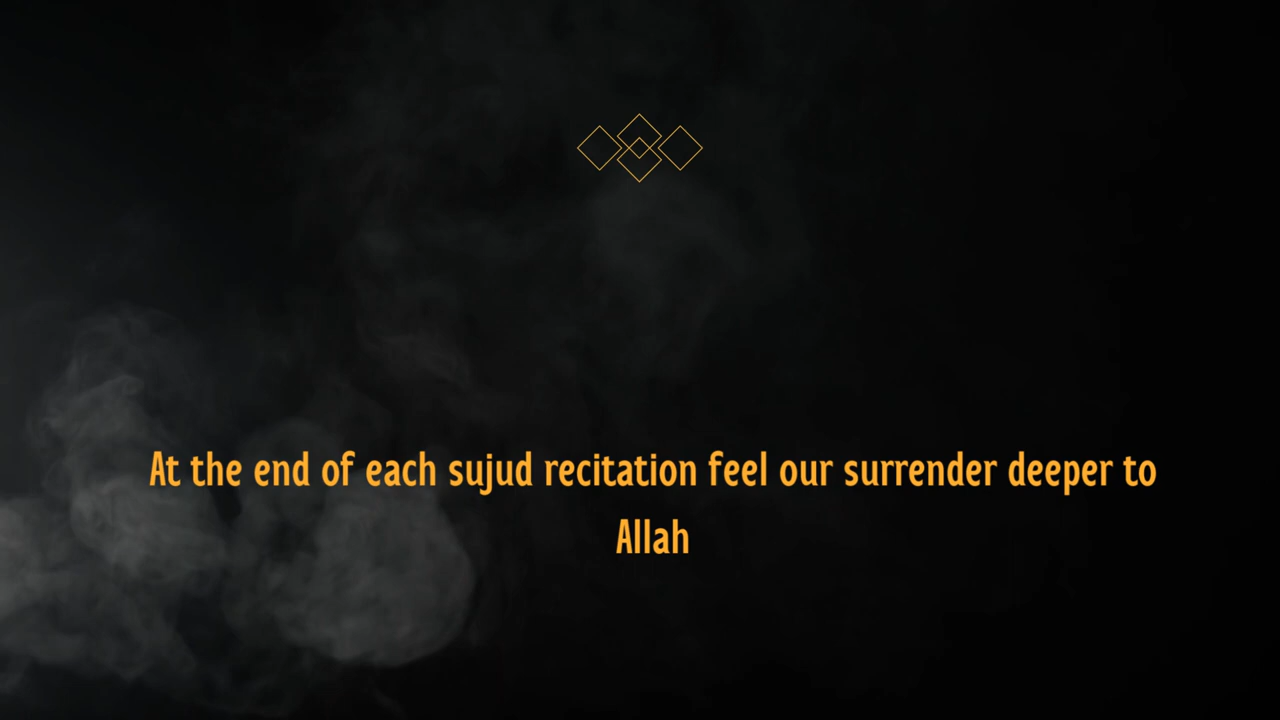 At the end of each sujud recitation feel our surrender deeper to
Allah